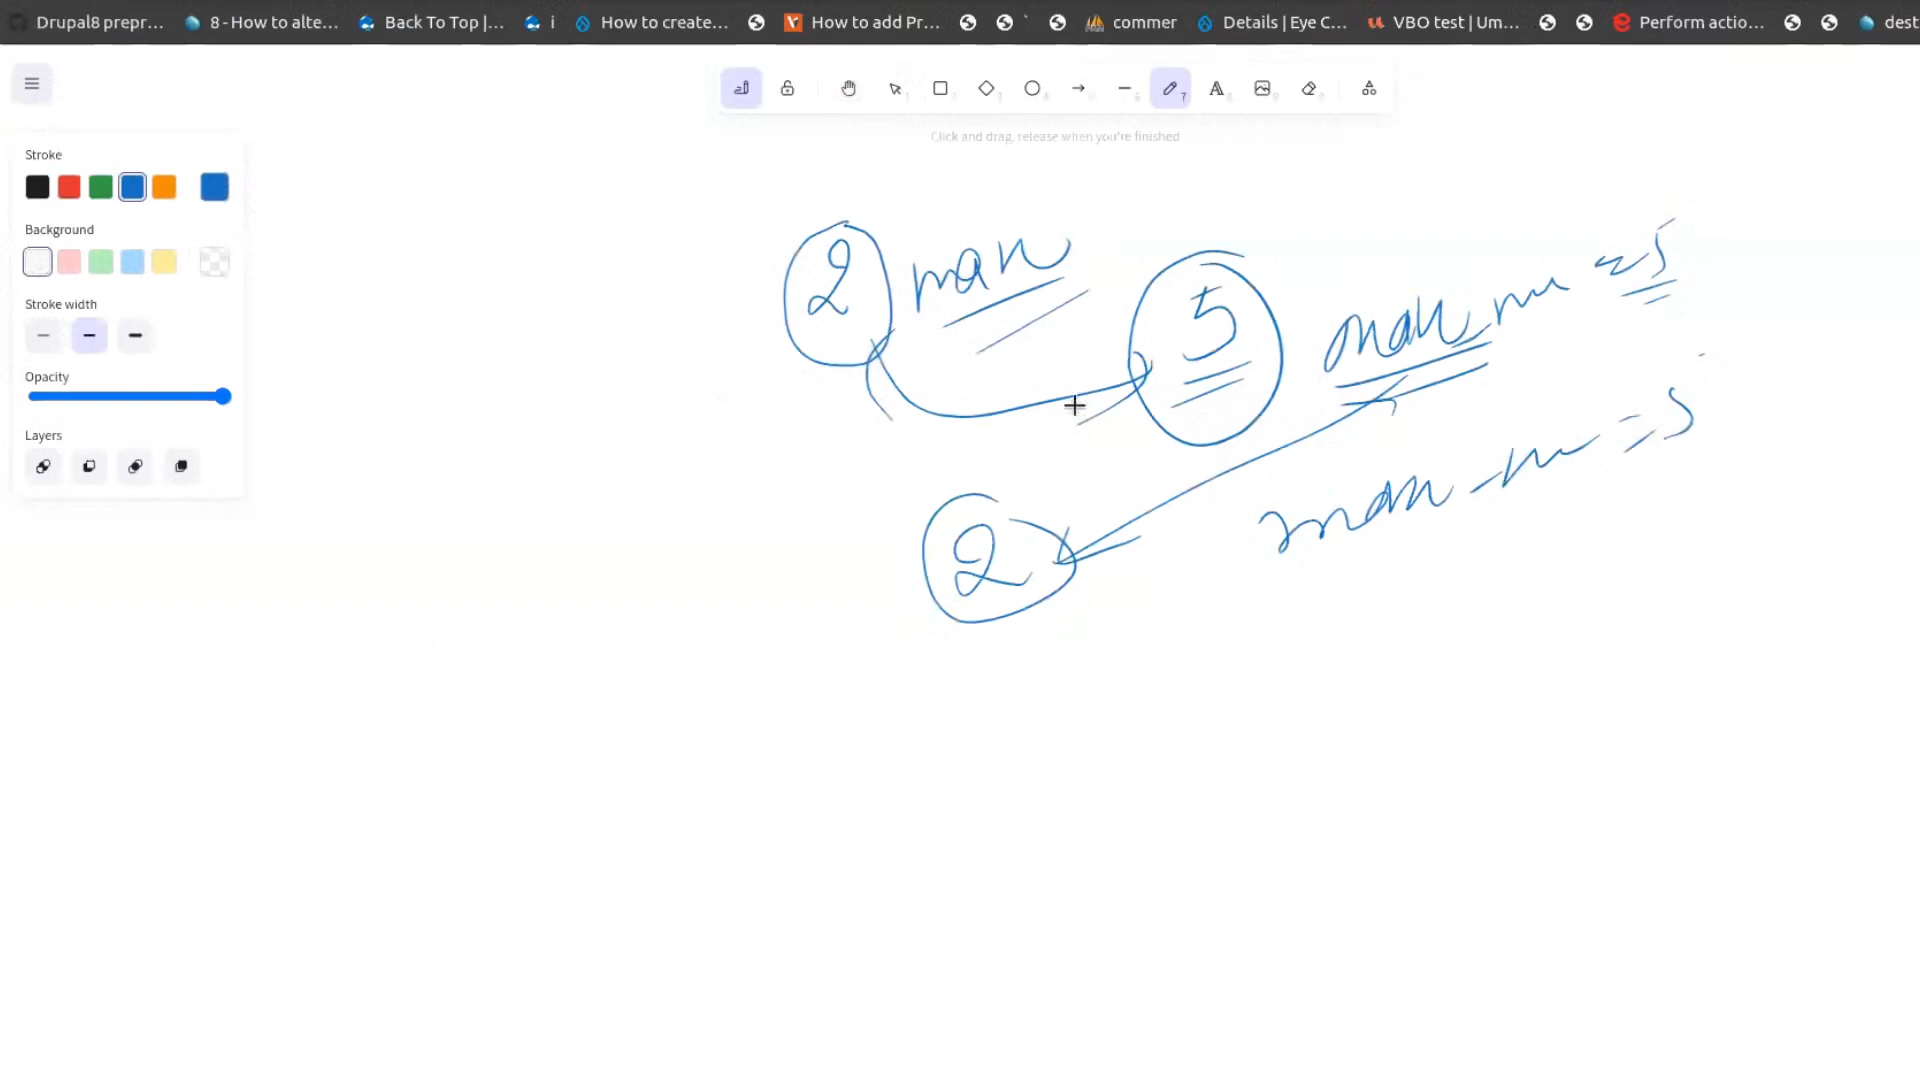 Drupal8 prepr... 8 - How to alte... Back To Top |... i How to create... How to add Pr... ` commer Details | Eye C... VBO test | Um... Perform actio... dest
Click and drag, release when you're finished
Stroke
Background
Stroke width
Opacity
Layers
2 man
5
= 5
2
= 5